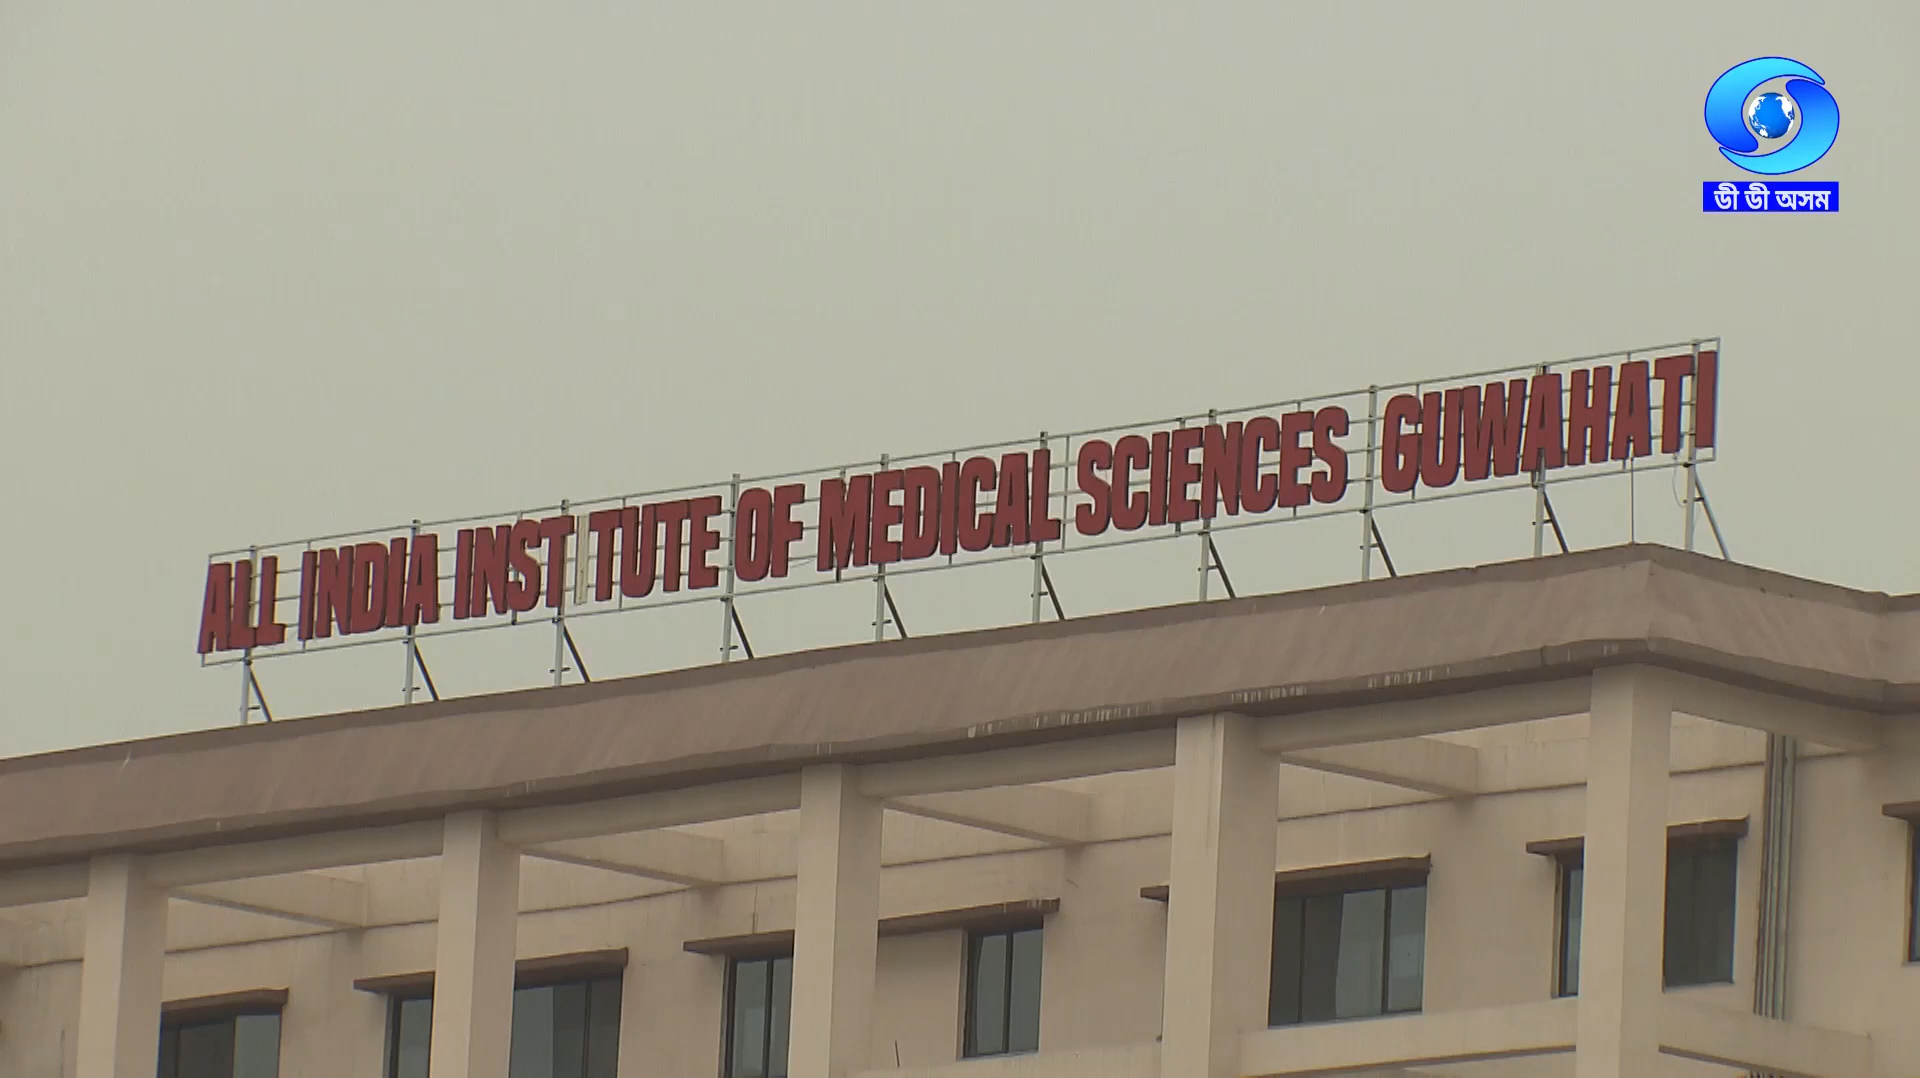 ডী ডী অসম
ALL INDIA INST TUTE OF MEDICAL SCIENCES GUWAHATI